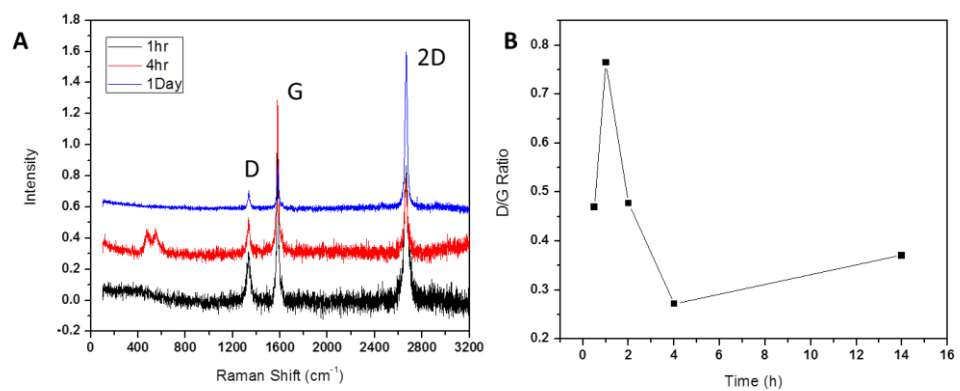 A
1hr
4hr
1Day
D
G
2D
1.8
1.6
1.4
1.2
1.0
0.8
0.6
0.4
0.2
0.0
-0.2
Intensity
0 400 800 1200 1600 2000 2400 2800 3200
Raman Shift (cm⁻¹)
B
0.8
0.7
0.6
0.5
0.4
0.3
0.2
D/G Ratio
0 2 4 6 8 10 12 14 16
Time (h)